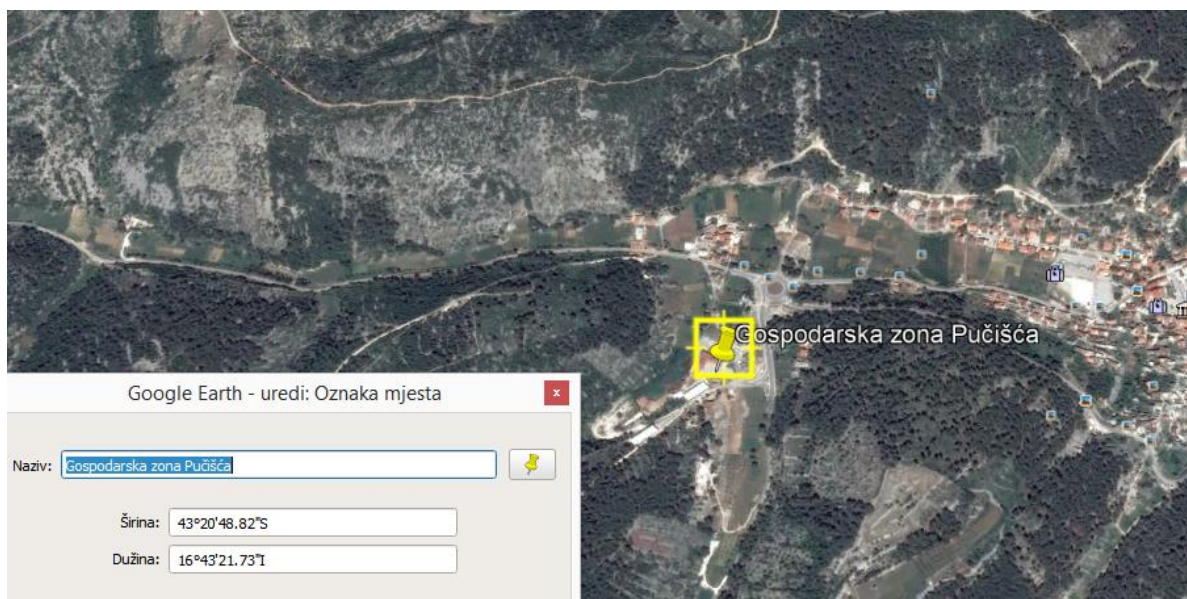 Gospodarska zona Pučišća
Google Earth - uredi: Oznaka mjesta
x
Naziv: Gospodarska zona Pučišća
Širina: 43°20'48.82"S
Dužina: 16°43'21.73"I